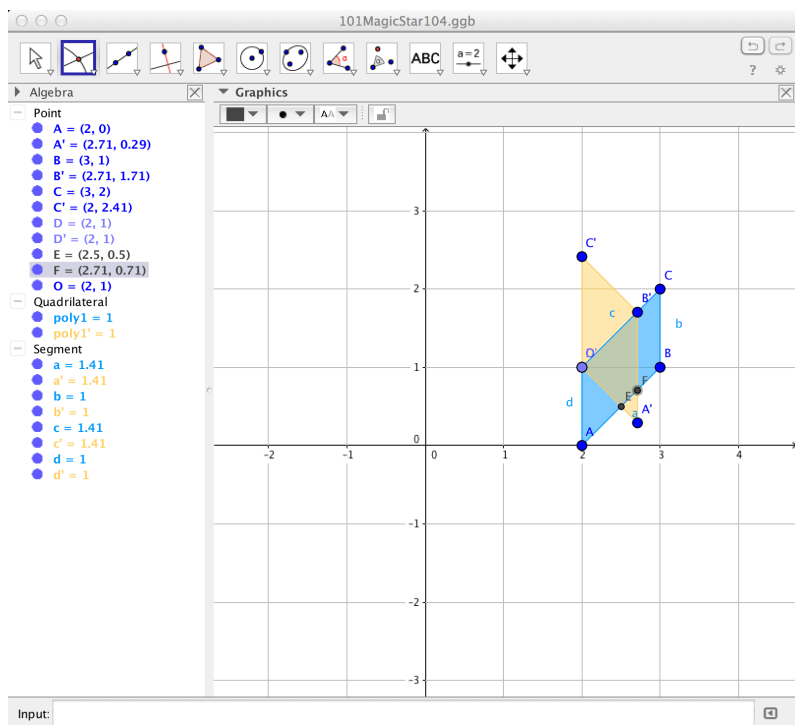 101MagicStar104.ggb
ABC
a=2
?
Algebra
Graphics
AA
Point
A = (2, 0)
A' = (2.71, 0.29)
B = (3, 1)
B' = (2.71, 1.71)
C = (3, 2)
C' = (2, 2.41)
D = (2, 1)
D' = (2, 1)
E = (2.5, 0.5)
F = (2.71, 0.71)
O = (2, 1)
Quadrilateral
poly1 = 1
poly1' = 1
Segment
a = 1.41
a' = 1.41
b = 1
b' = 1
c = 1.41
c' = 1.41
d = 1
d' = 1
3
C'
2
C
B'
c
b
1
B
F
E
d
A'
a
A
0
-2
-1
0
1
2
3
4
-1
-2
-3
Input: